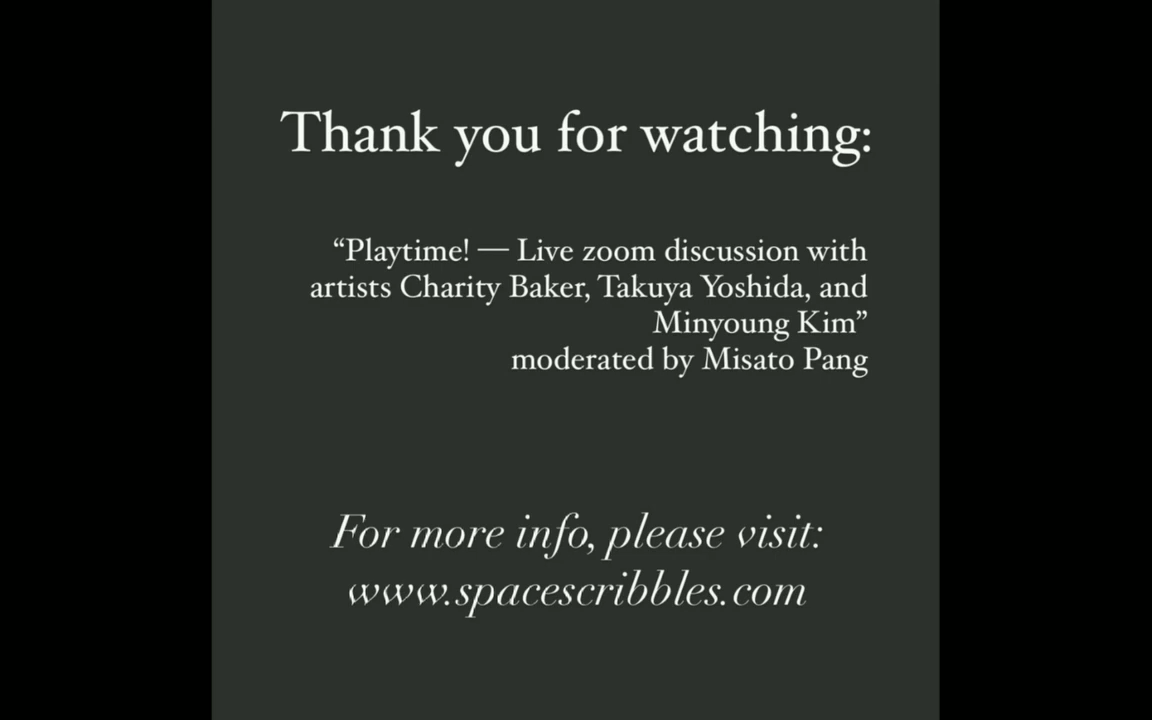 Thank you for watching:
“Playtime! — Live zoom discussion with
artists Charity Baker, Takuya Yoshida, and
Minyoung Kim”
moderated by Misato Pang
For more info, please visit:
www.spacescribbles.com